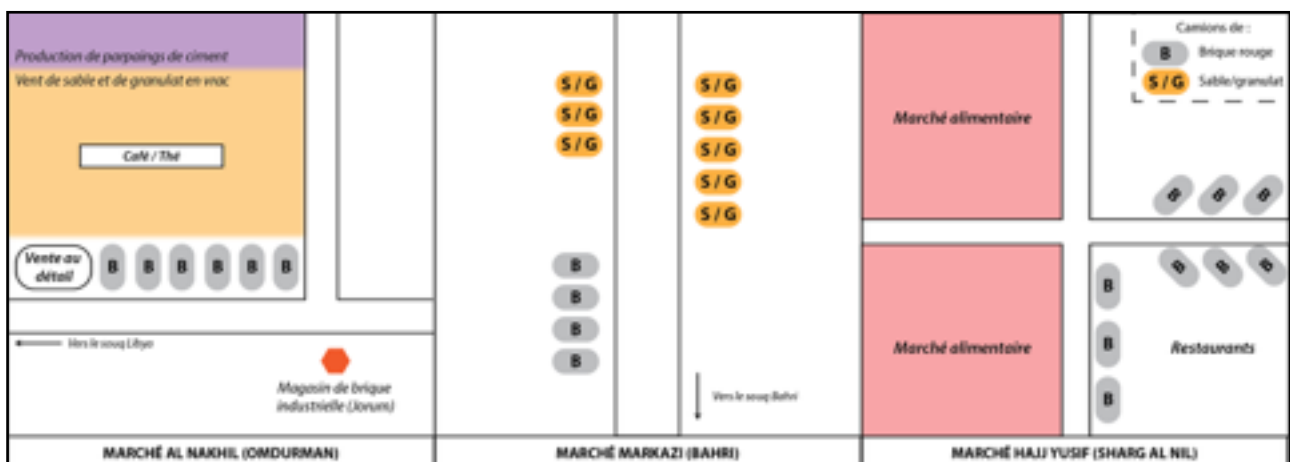 Production de parpaings de ciment
Vent de sable et de granulat en vrac
Café / Thé
Vente au
détail
B B B B B B
Vers le souq Libya
Magasin de brique
industrielle (Jorum)
MARCHÉ AL NAKHIL (OMDURMAN)
S / G
S / G
S / G
B
B
B
B
S / G
S / G
S / G
S / G
S / G
Vers le souq Bahri
MARCHÉ MARKAZI (BAHRI)
Marché alimentaire
Camions de :
B Brique rouge
S / G Sable/granulat
B B B
Marché alimentaire
B B B
B
B
B
Restaurants
MARCHÉ HAJJ YUSIF (SHARG AL NIL)